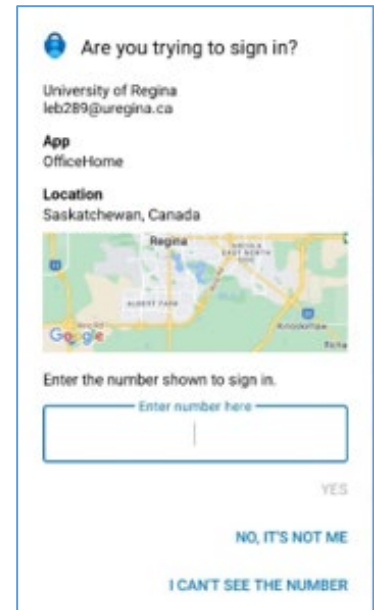 Are you trying to sign in?
University of Regina
leb289@uregina.ca
App
OfficeHome
Location
Saskatchewan, Canada
Regina
ALBERT PARK
Google
Enter the number shown to sign in.
Enter number here
YES
NO, IT'S NOT ME
I CAN'T SEE THE NUMBER